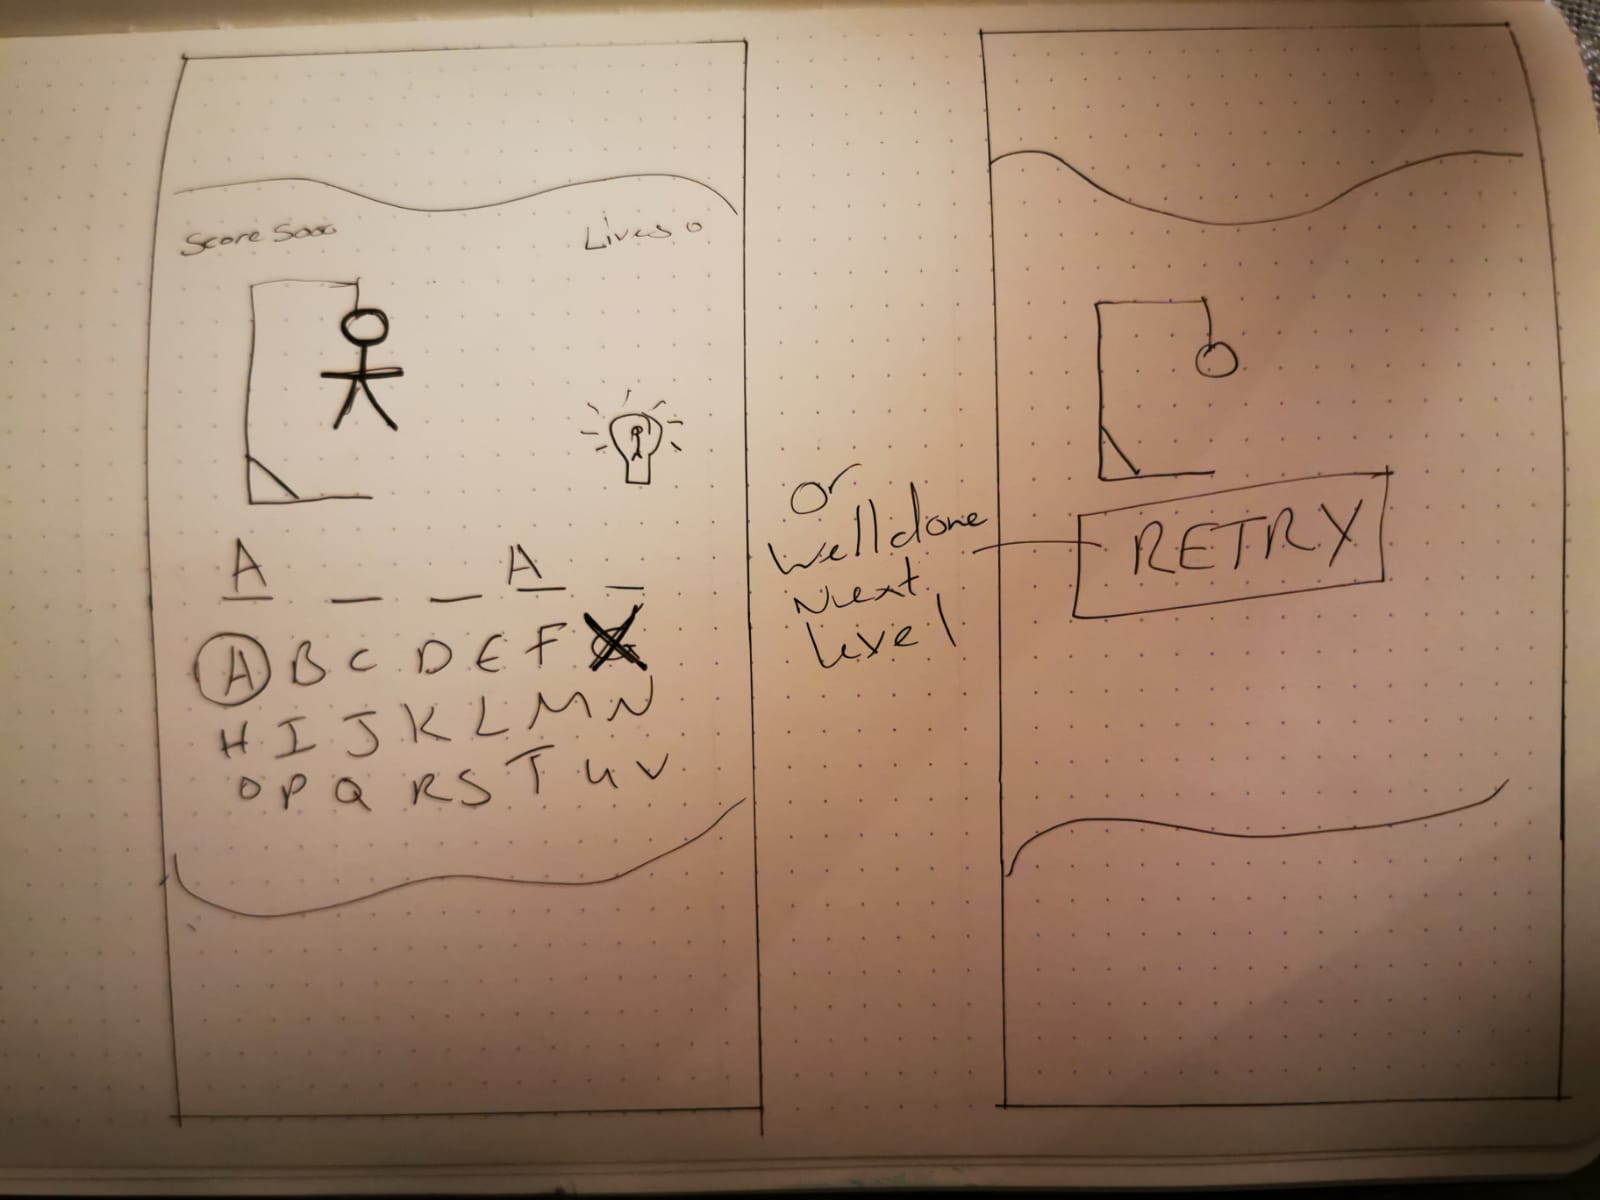 Score 5000
Lives 0
A _ _ A _
A B C D E F G
H I J K L M N
O P Q R S T U V
Or
Well done
Next
level
RETRY